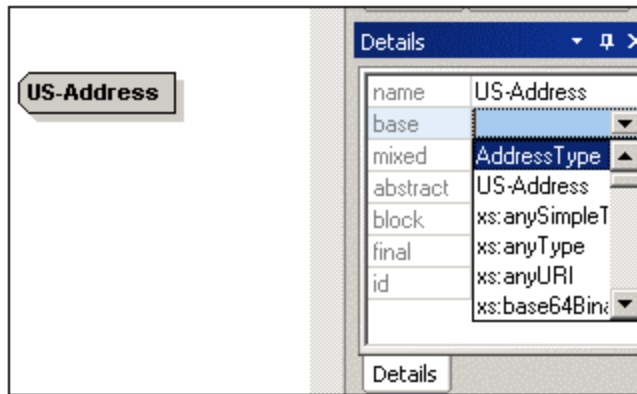 US-Address
Details
name US-Address
base
mixed AddressType
abstract US-Address
block xs:anySimpleT
final xs:anyType
id xs:anyURI
xs:base64Bina
Details